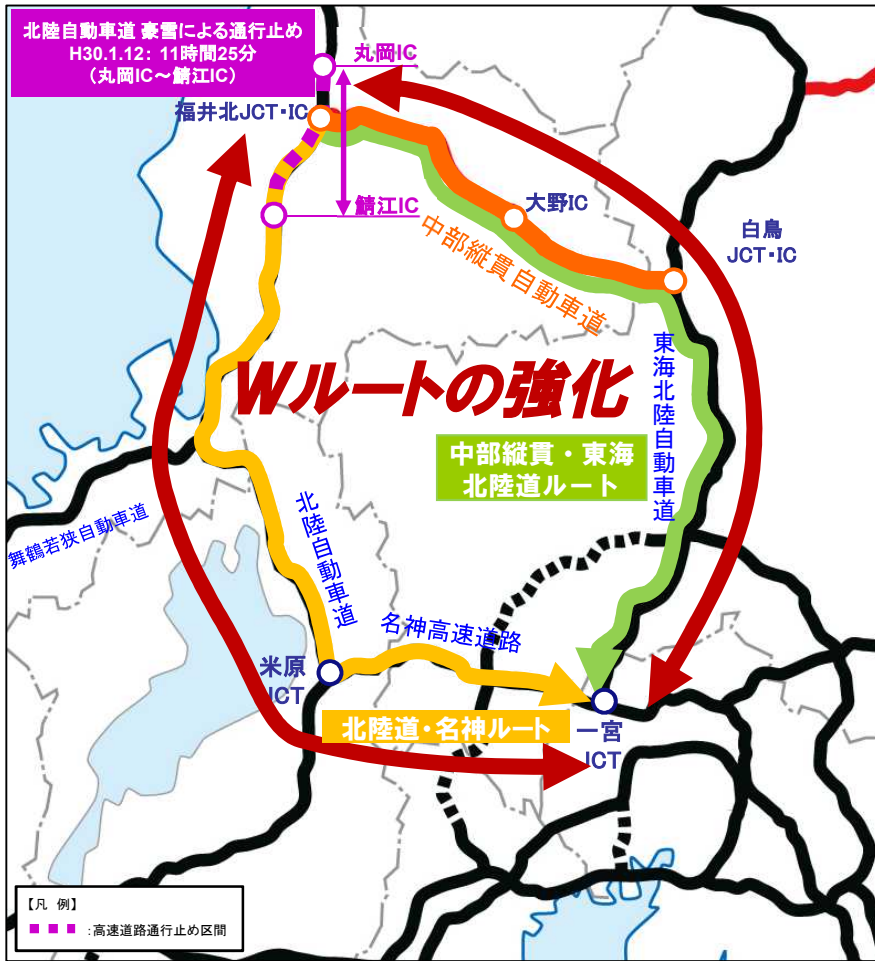 北陸自動車道 豪雪による通行止め
H30.1.12: 11時間25分
(丸岡IC~鯖江IC)
丸岡IC
福井北JCT・IC
鯖江IC
大野IC
白鳥
JCT・IC
中部縦貫自動車道
東海北陸自動車道
Wルートの強化
中部縦貫・東海
北陸道ルート
舞鶴若狭自動車道
北陸自動車道
名神高速道路
米原
JCT
北陸道・名神ルート
一宮
JCT
【凡 例】
:高速道路通行止め区間